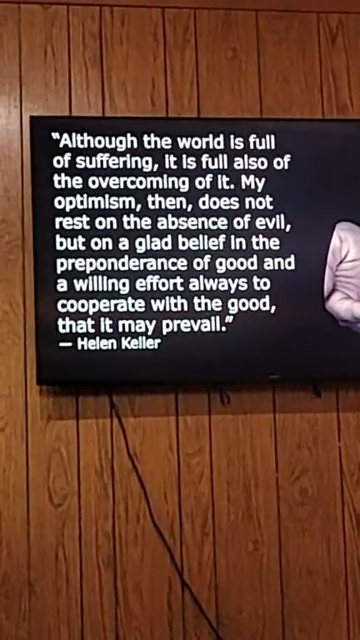 “Although the world is full
of suffering, it is full also of
the overcoming of it. My
optimism, then, does not
rest on the absence of evil,
but on a glad belief in the
preponderance of good and
a willing effort always to
cooperate with the good,
that it may prevail.”
— Helen Keller